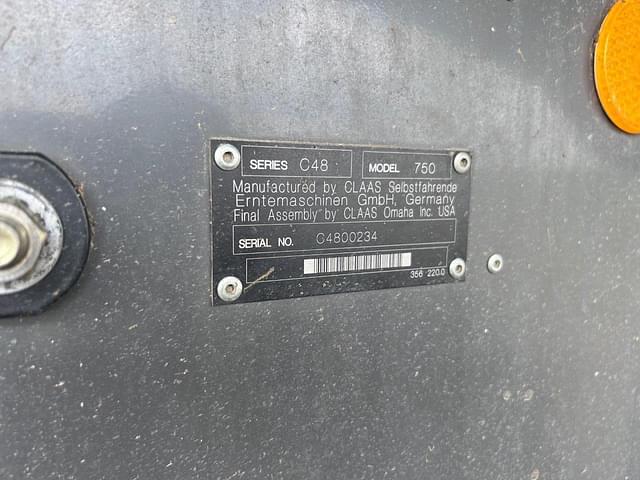 SERIES C48 MODEL 750
Manufactured by CLAAS Selbstfahrende
Erntemaschinen GmbH, Germany
Final Assembly by CLAAS Omaha Inc. USA
SERIAL NO. C4800234
356 220.0